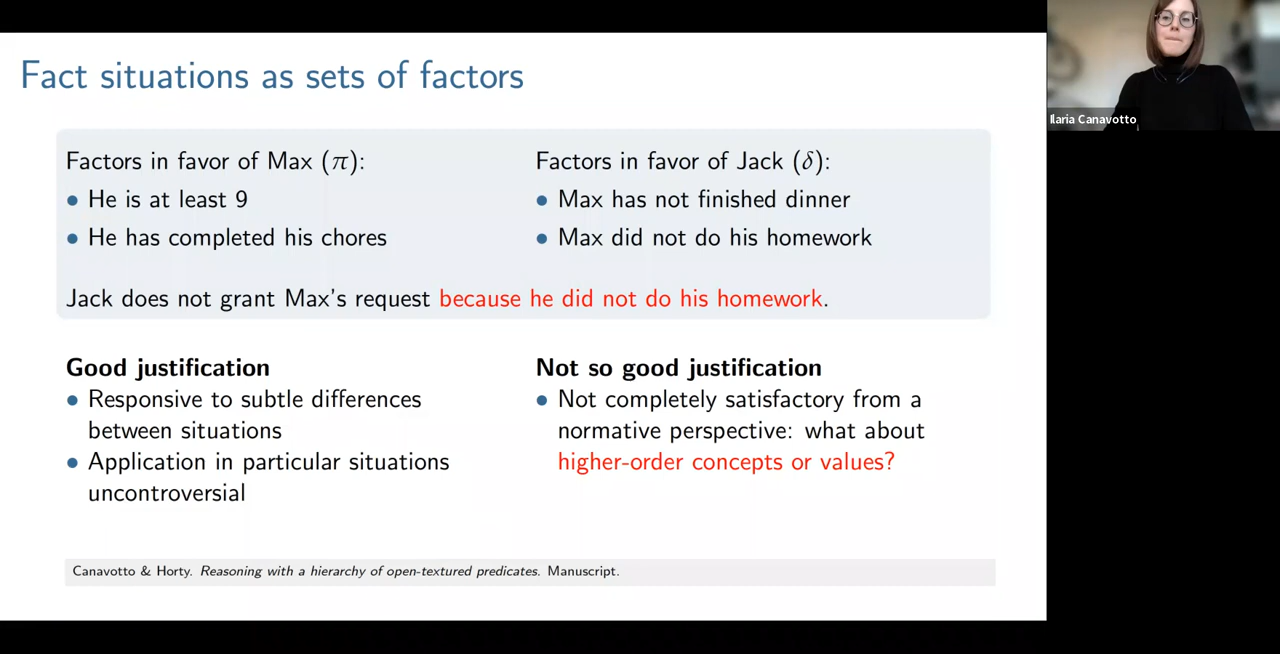 Fact situations as sets of factors
Ilaria Canavotto
Factors in favor of Max (π):
• He is at least 9
• He has completed his chores
Factors in favor of Jack (δ):
• Max has not finished dinner
• Max did not do his homework
Jack does not grant Max's request because he did not do his homework.
Good justification
• Responsive to subtle differences
between situations
• Application in particular situations
uncontroversial
Not so good justification
• Not completely satisfactory from a
normative perspective: what about
higher-order concepts or values?
Canavotto & Horty. Reasoning with a hierarchy of open-textured predicates. Manuscript.